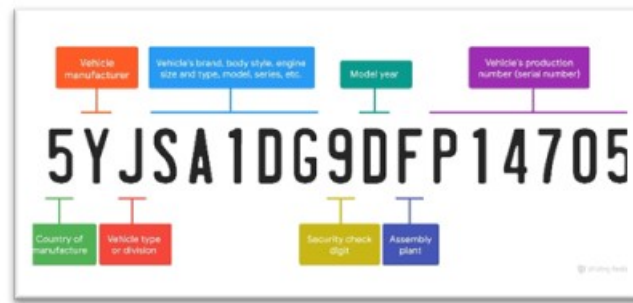 Vehicle
manufacturer
Vehicle's brand, body style, engine
size and type, model, series, etc.
Model year
Vehicle's production
number (serial number)
5YJSA1DG9DFP14705
Country of
manufacture
Vehicle type
or division
Security check
digit
Assembly
plant